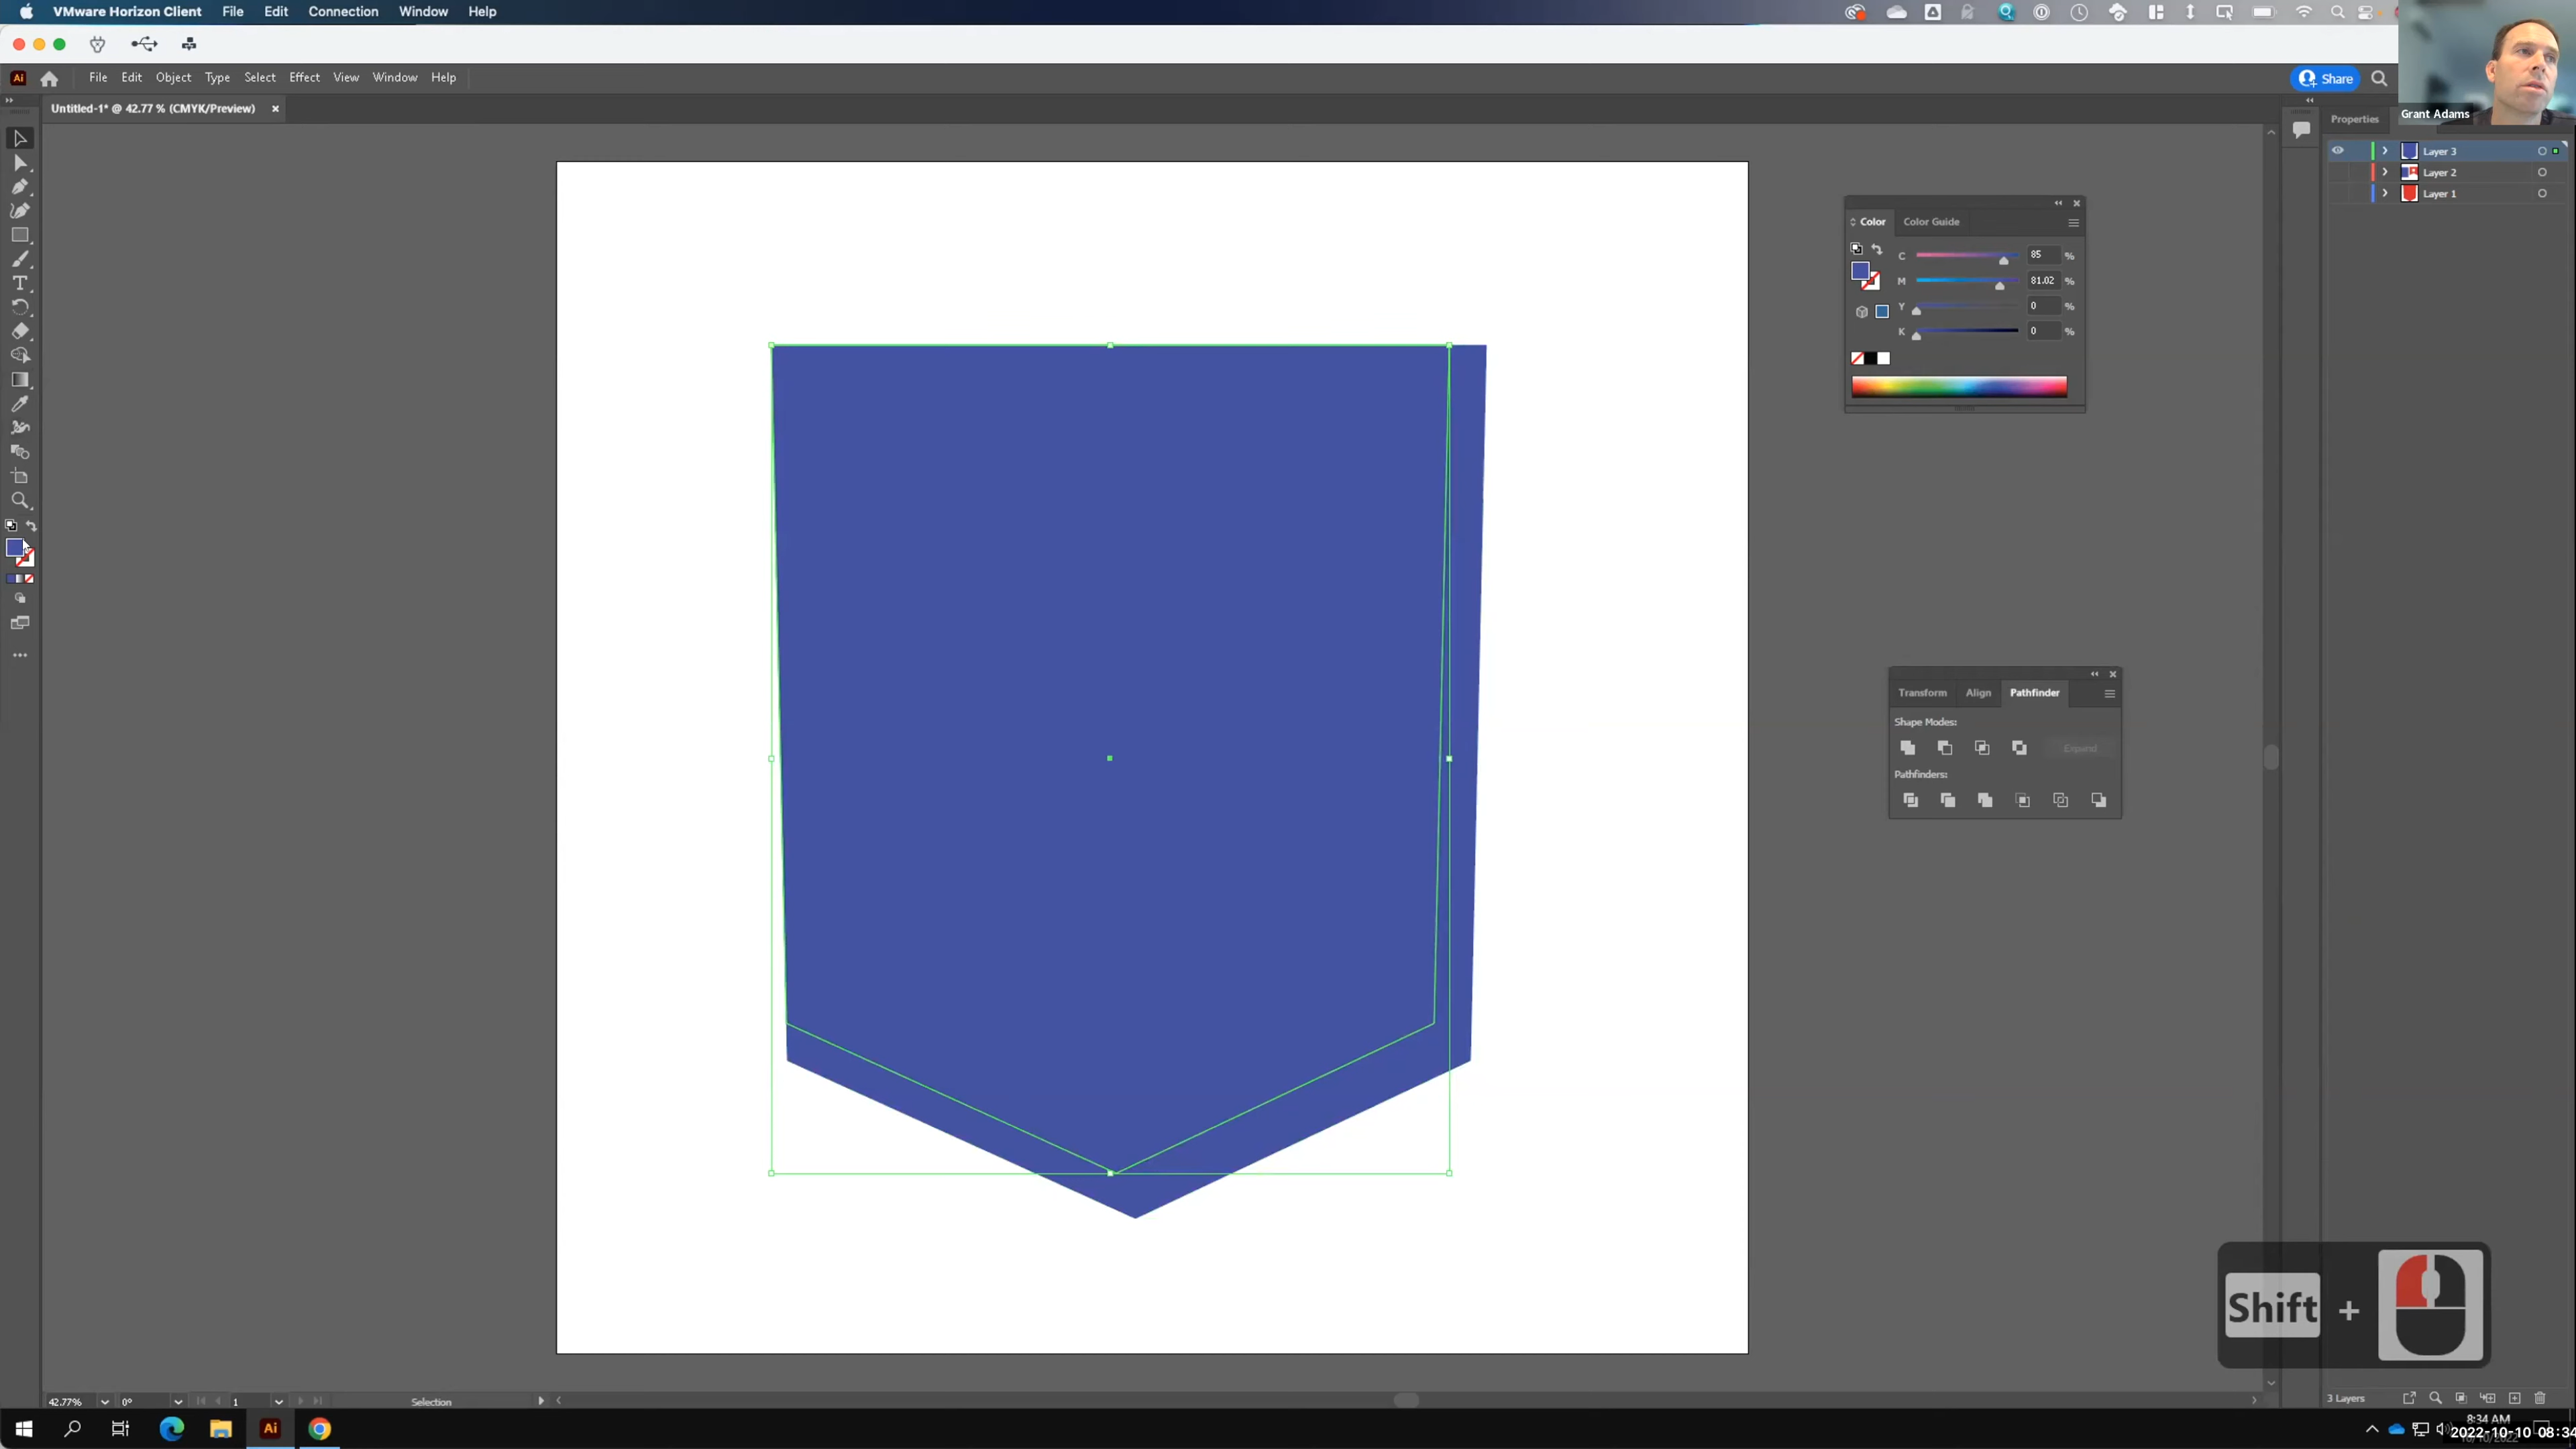 VMware Horizon Client File Edit Connection Window Help
Ai File Edit Object Type Select Effect View Window Help Share
Grant Adams
Untitled-1* @ 42.77 % (CMYK/Preview) ×
Properties
Layer 3
Layer 2
Layer 1
Color Color Guide
C 85 %
M 81.02 %
Y 0 %
K 0 %
Transform Align Pathfinder
Shape Modes:
Expand
Pathfinders:
Shift +
42.77% 0° 1 Selection
3 Layers
Ai
8:34 AM
2022-10-10 08:34